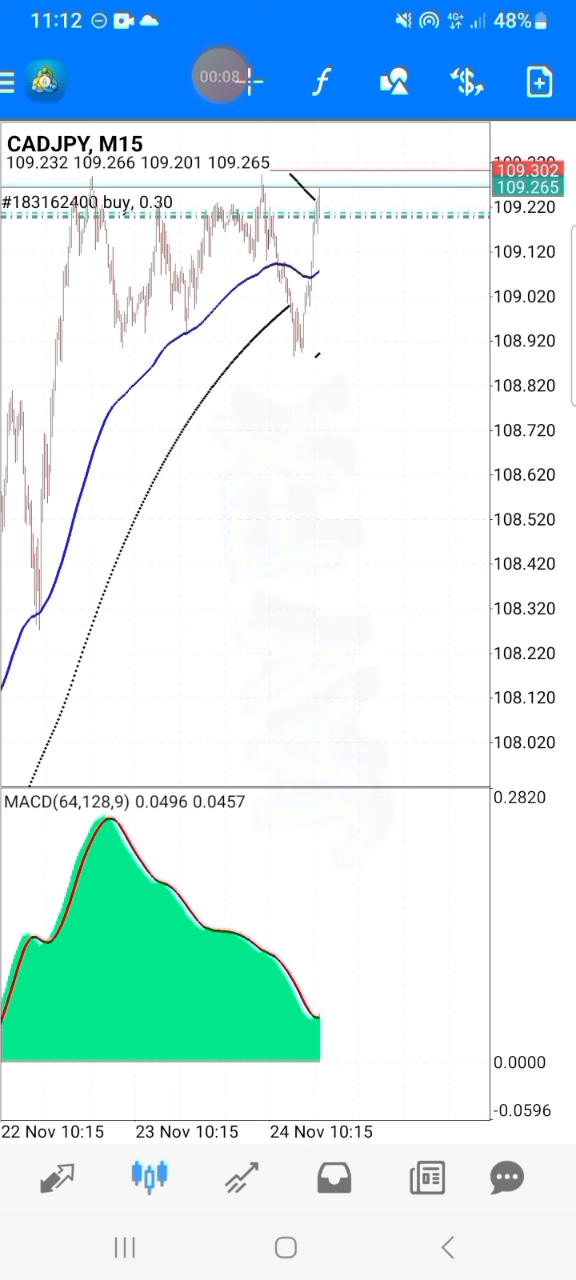 11:12 4G+ 48%
00:08 f $
CADJPY, M15
109.232 109.266 109.201 109.265
109.302
109.265
#183162400 buy, 0.30
109.220
109.120
109.020
108.920
108.820
108.720
108.620
108.520
108.420
108.320
108.220
108.120
108.020
MACD(64,128,9) 0.0496 0.0457
0.2820
0.0000
-0.0596
22 Nov 10:15 23 Nov 10:15 24 Nov 10:15